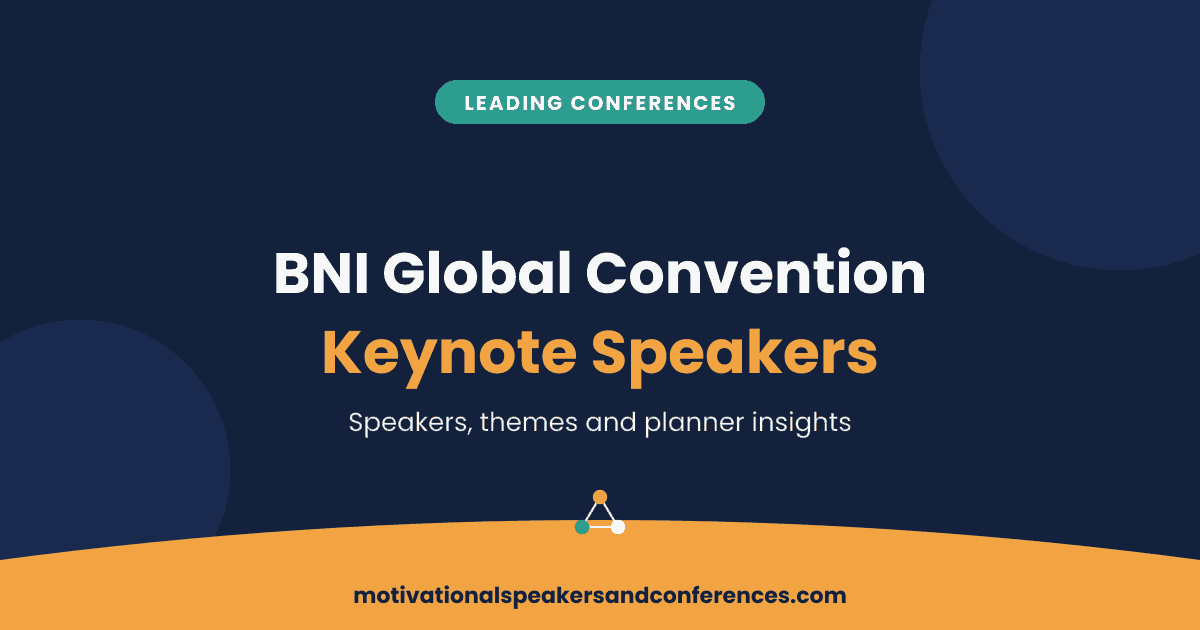 LEADING CONFERENCES
BNI Global Convention
Keynote Speakers
Speakers, themes and planner insights
motivationalspeakersandconferences.com